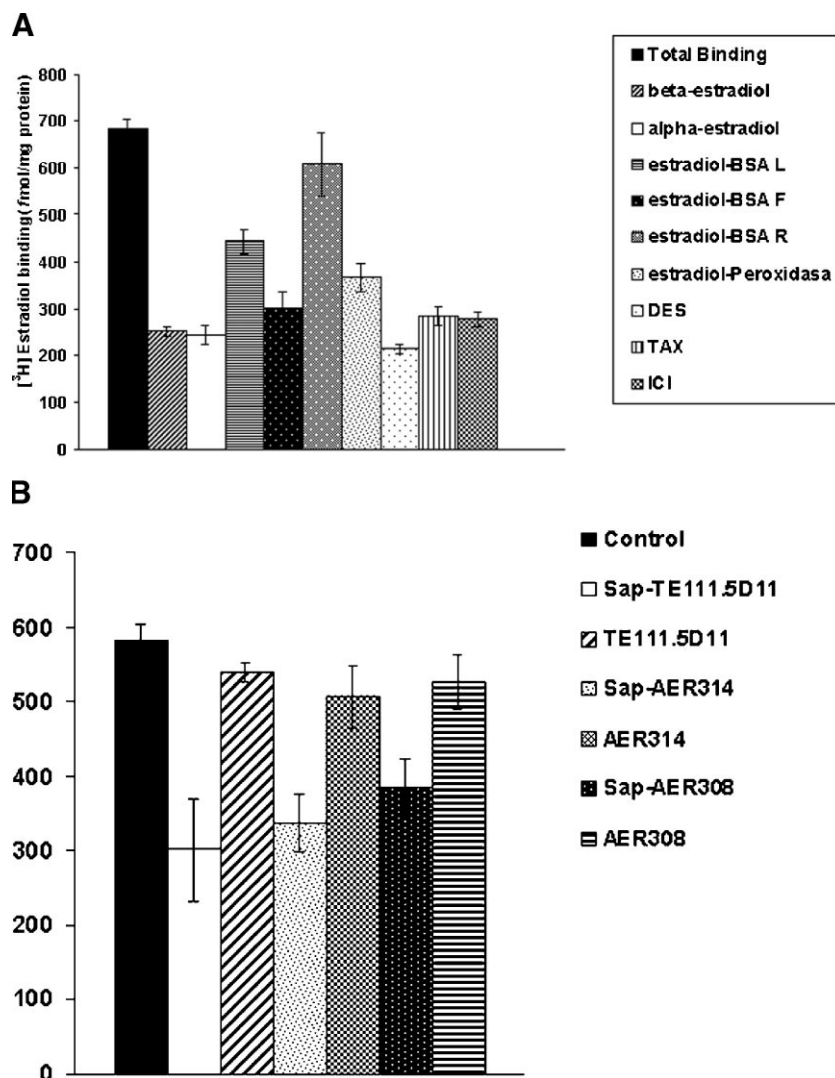 A
[³H] Estradiol binding (fmol/mg protein)
800
700
600
500
400
300
200
100
0
Total Binding
beta-estradiol
alpha-estradiol
estradiol-BSA L
estradiol-BSA F
estradiol-BSA R
estradiol-Peroxidasa
DES
TAX
ICI
B
700
600
500
400
300
200
100
0
Control
Sap-TE111.5D11
TE111.5D11
Sap-AER314
AER314
Sap-AER308
AER308